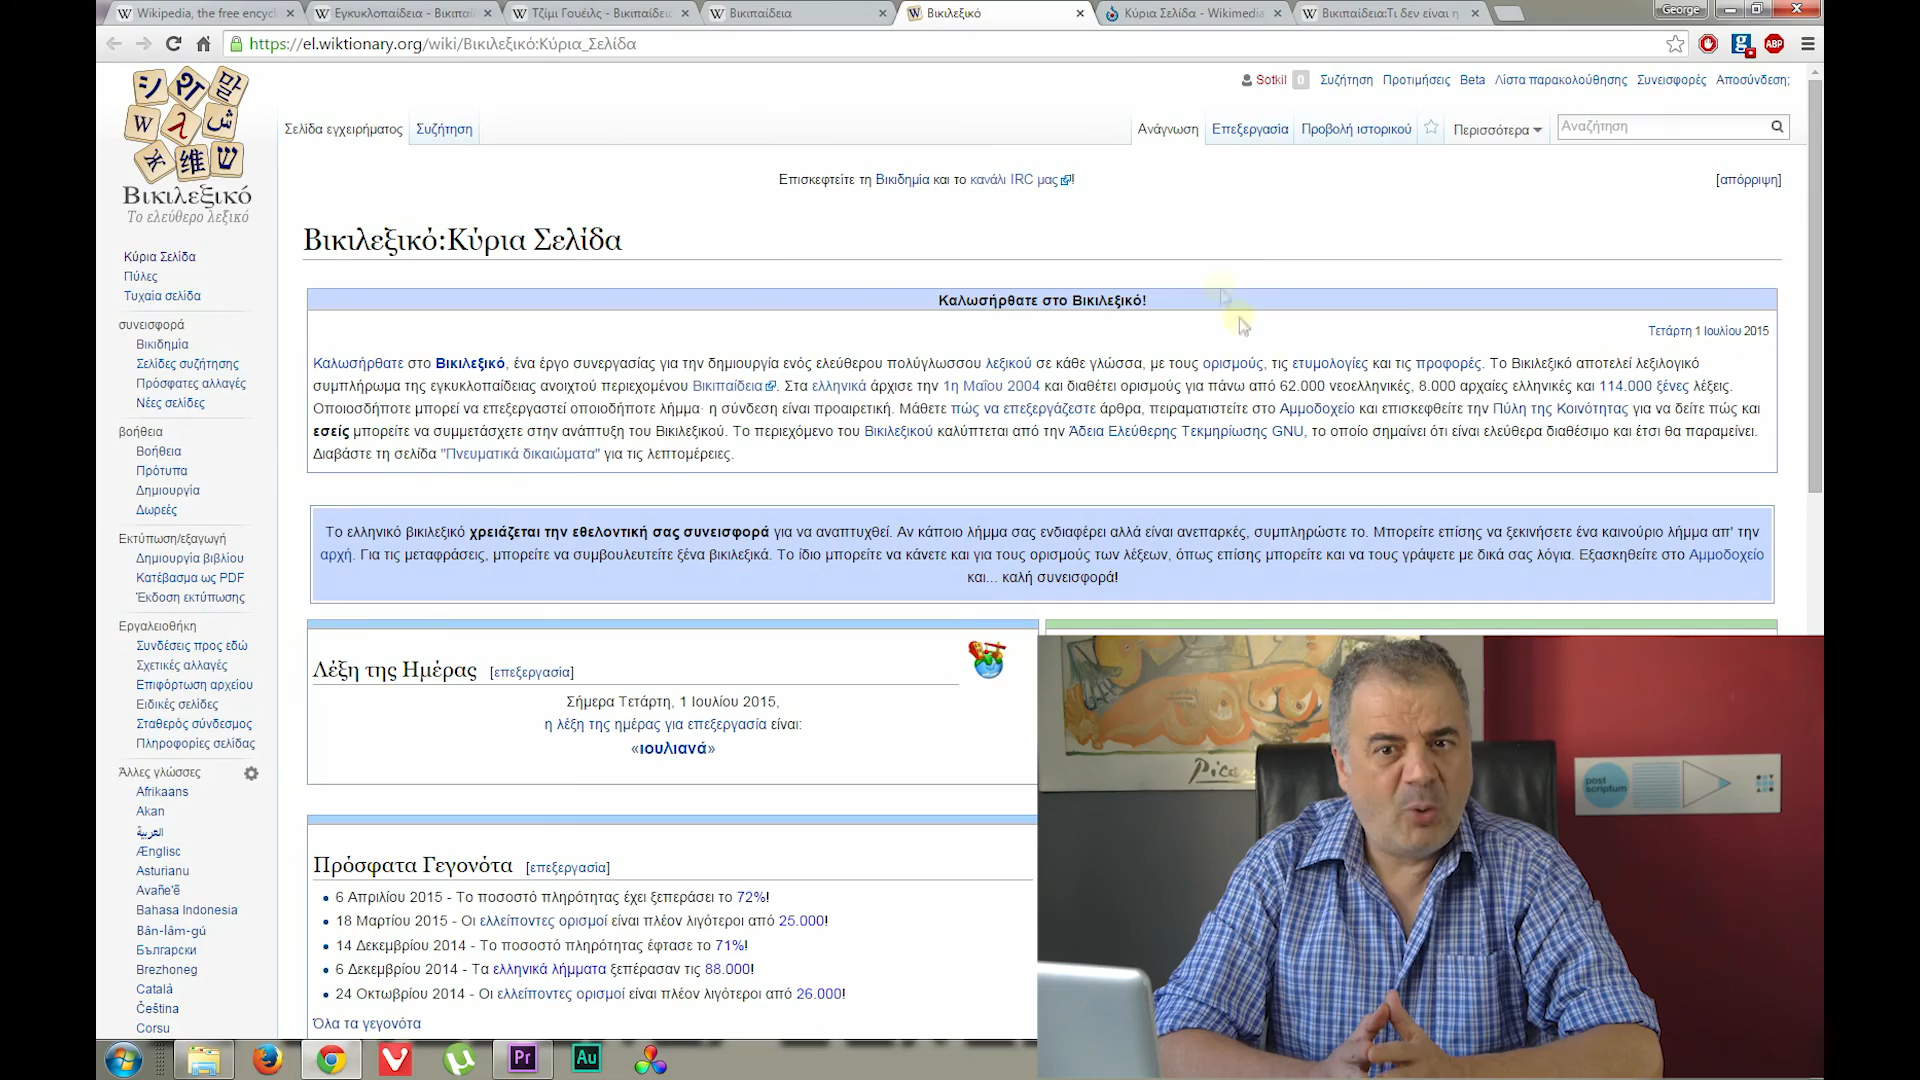 Wikipedia, the free encycl
Εγκυκλοπαίδεια - Βικιπαί
Τζίμι Γουέιλς - Βικιπαίδει
Βικιπαίδεια
Βικιλεξικό
Κύρια Σελίδα - Wikimedia
Βικιπαίδεια:Τι δεν είναι η
George
https://el.wiktionary.org/wiki/Βικιλεξικό:Κύρια_Σελίδα
ABP
Sotkil 0 Συζήτηση Προτιμήσεις Beta Λίστα παρακολούθησης Συνεισφορές Αποσύνδεση;
Σελίδα εγχειρήματος Συζήτηση
Ανάγνωση Επεξεργασία Προβολή ιστορικού Περισσότερα Αναζήτηση
Βικιλεξικό
Το ελεύθερο λεξικό
Κύρια Σελίδα
Πύλες
Τυχαία σελίδα
συνεισφορά
Βικιδημία
Σελίδες συζήτησης
Πρόσφατες αλλαγές
Νέες σελίδες
βοήθεια
Βοήθεια
Πρότυπα
Δημιουργία
Δωρεές
Εκτύπωση/εξαγωγή
Δημιουργία βιβλίου
Κατέβασμα ως PDF
Έκδοση εκτύπωσης
Εργαλειοθήκη
Συνδέσεις προς εδώ
Σχετικές αλλαγές
Επιφόρτωση αρχείου
Ειδικές σελίδες
Σταθερός σύνδεσμος
Πληροφορίες σελίδας
Άλλες γλώσσες
Afrikaans
Akan
العربية
Ænglisc
Asturianu
Авар
Bahasa Indonesia
Bân-lâm-gú
Български
Brezhoneg
Català
Čeština
Corsu
Επισκεφτείτε τη Βικιδημία και το κανάλι IRC μας!
[απόρριψη]
Βικιλεξικό:Κύρια Σελίδα
Καλωσήρθατε στο Βικιλεξικό!
Τετάρτη 1 Ιουλίου 2015
Καλωσήρθατε στο Βικιλεξικό, ένα έργο συνεργασίας για την δημιουργία ενός ελεύθερου πολύγλωσσου λεξικού σε κάθε γλώσσα, με τους ορισμούς, τις ετυμολογίες και τις προφορές. Το Βικιλεξικό αποτελεί λεξιλογικό
συμπλήρωμα της εγκυκλοπαίδειας ανοιχτού περιεχομένου Βικιπαίδεια. Στα ελληνικά άρχισε την 1η Μαΐου 2004 και διαθέτει ορισμούς για πάνω από 62.000 νεοελληνικές, 8.000 αρχαίες ελληνικές και 114.000 ξένες λέξεις.
Οποιοσδήποτε μπορεί να επεξεργαστεί οποιοδήποτε λήμμα· η σύνδεση είναι προαιρετική. Μάθετε πώς να επεξεργάζεστε άρθρα, πειραματιστείτε στο Αμμοδοχείο και επισκεφθείτε την Πύλη της Κοινότητας για να δείτε πώς και
εσείς μπορείτε να συμμετάσχετε στην ανάπτυξη του Βικιλεξικού. Το περιεχόμενο του Βικιλεξικού καλύπτεται από την Άδεια Ελεύθερης Τεκμηρίωσης GNU, το οποίο σημαίνει ότι είναι ελεύθερα διαθέσιμο και έτσι θα παραμείνει.
Διαβάστε τη σελίδα "Πνευματικά δικαιώματα" για τις λεπτομέρειες.
Το ελληνικό βικιλεξικό χρειάζεται την εθελοντική σας συνεισφορά για να αναπτυχθεί. Αν κάποιο λήμμα σας ενδιαφέρει αλλά είναι ανεπαρκές, συμπληρώστε το. Μπορείτε επίσης να ξεκινήσετε ένα καινούριο λήμμα απ' την
αρχή. Για τις μεταφράσεις, μπορείτε να συμβουλευτείτε ξένα βικιλεξικά. Το ίδιο μπορείτε να κάνετε και για τους ορισμούς των λέξεων, όπως επίσης μπορείτε και να τους γράψετε με δικά σας λόγια. Εξασκηθείτε στο Αμμοδοχείο
και... καλή συνεισφορά!
Λέξη της Ημέρας [επεξεργασία]
Σήμερα Τετάρτη, 1 Ιουλίου 2015,
η λέξη της ημέρας για επεξεργασία είναι:
«ιουλιανά»
Πρόσφατα Γεγονότα [επεξεργασία]
6 Απριλίου 2015 - Το ποσοστό πληρότητας έχει ξεπεράσει το 72%!
18 Μαρτίου 2015 - Οι ελλείποντες ορισμοί είναι πλέον λιγότεροι από 25.000!
14 Δεκεμβρίου 2014 - Το ποσοστό πληρότητας έφτασε το 71%!
6 Δεκεμβρίου 2014 - Τα ελληνικά λήμματα ξεπέρασαν τις 88.000!
24 Οκτωβρίου 2014 - Οι ελλείποντες ορισμοί είναι πλέον λιγότεροι από 26.000!
Όλα τα γεγονότα
post
scriptum
Pr
Au